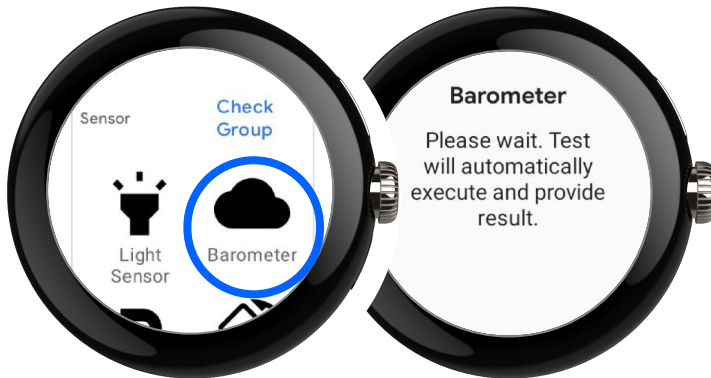 Sensor
Check
Group
Light
Sensor
Barometer
Barometer
Please wait. Test
will automatically
execute and provide
result.